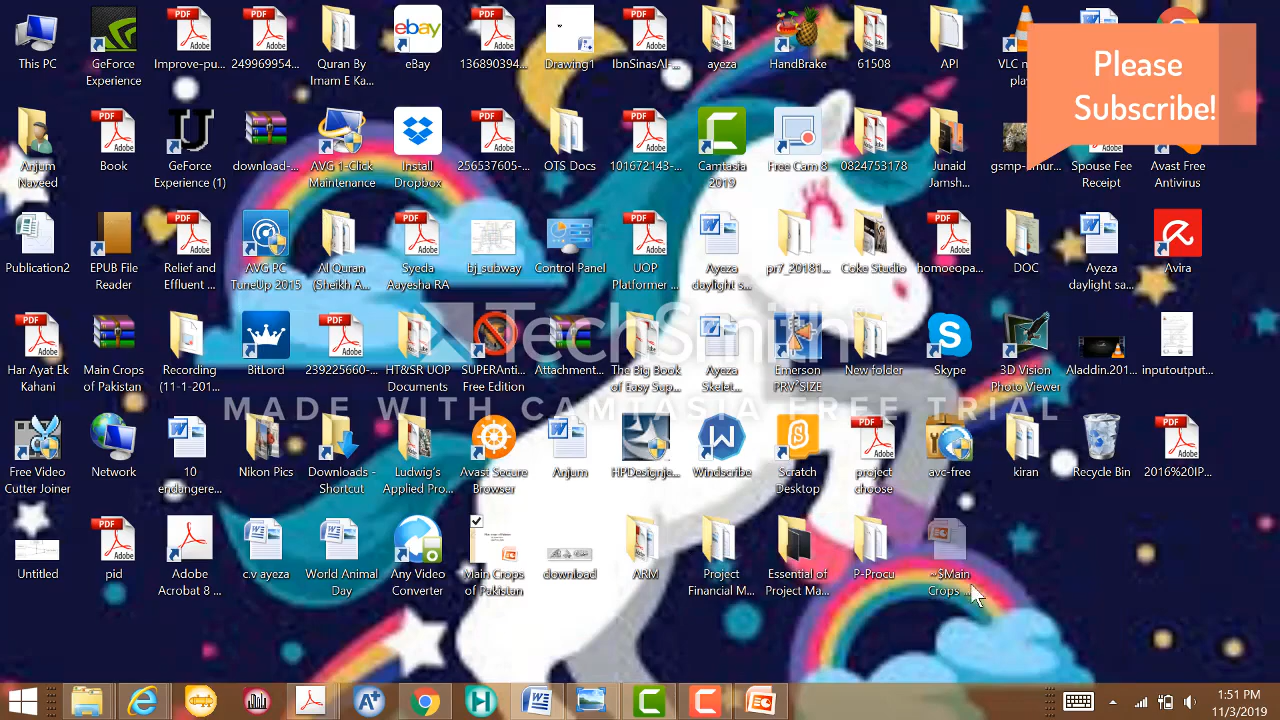 This PC
GeForce
Experience
Improve-pu...
249969954...
Quran By
Imam E Ka...
ebay
eBay
136890394...
Drawing1
IbnSinasAl-...
ayeza
HandBrake
61508
API
VLC m
play
Please
Subscribe!
Anjum
Naveed
Book
GeForce
Experience (1)
download-...
AVG 1-Click
Maintenance
Install
Dropbox
256537605-...
OTS Docs
101672143-...
Camtasia
2019
Free Cam 8
0824753178
Junaid
Jamsh...
gsmp-
Spouse Fee
Receipt
Avast Free
Antivirus
Publication2
EPUB File
Reader
Relief and
Effluent ...
AVG PC
TuneUp 2015
Al Quran
(Sheikh A...
Syeda
Aayesha RA
bj_subway
Control Panel
UOP
Platformer ...
Ayeza
daylight s...
pr7_20181...
Coke Studio
homoeopa...
DOC
Ayeza
daylight sa...
Avira
TechSmith
MADE WITH CAMTASIA FREE TRIAL
Har Ayat Ek
Kahani
Main Crops
of Pakistan
Recording
(11-1-201...
BitLord
239225660-...
HT&SR UOP
Documents
SUPERAnti...
Free Edition
Attachment...
The Big Book
of Easy Sup...
Ayeza
Skelet...
Emerson
PRV²SIZE
New folder
Skype
3D Vision
Photo Viewer
Aladdin.201...
inputoutput...
Free Video
Cutter Joiner
Network
10
endangere...
Nikon Pics
Downloads -
Shortcut
Ludwig's
Applied Pro...
Avast Secure
Browser
Anjum
HPDesignje...
Windscribe
Scratch
Desktop
project
choose
avc-free
kiran
Recycle Bin
2016%20IP...
Untitled
pid
Adobe
Acrobat 8 ...
c.v ayeza
World Animal
Day
Any Video
Converter
Main Crops
of Pakistan
download
ARM
Project
Financial M...
Essential of
Project Ma...
P-Procu
~$Main
Crops ...
1:51 PM
11/3/2019